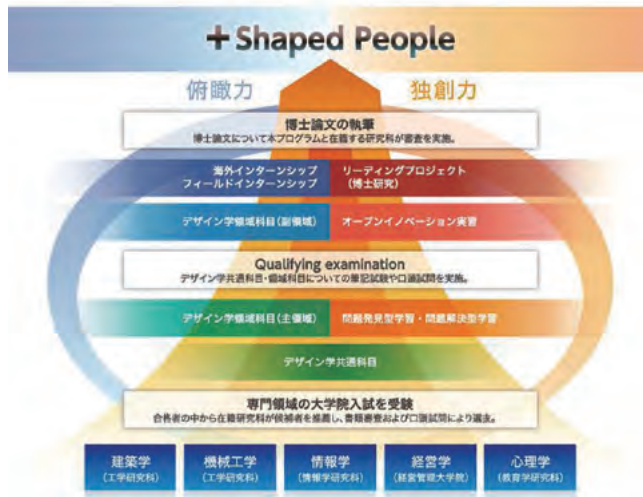 +Shaped People
俯瞰力
独創力
博士論文の執筆
博士論文について本プログラムと在籍する研究科が審査を実施。
海外インターンシップ
フィールドインターンシップ
リーディングプロジェクト
(博士研究)
デザイン学領域科目(副領域)
オープンイノベーション実習
Qualifying examination
デザイン学共通科目・領域科目についての筆記試験や口頭試問を実施。
デザイン学領域科目(主領域)
問題発見型学習・問題解決型学習
デザイン学共通科目
専門領域の大学院入試を受験
合格者の中から在籍研究科が候補者を推薦し、書類審査および口頭試問により選抜。
建築学
(工学研究科)
機械工学
(工学研究科)
情報学
(情報学研究科)
経営学
(経営管理大学院)
心理学
(教育学研究科)